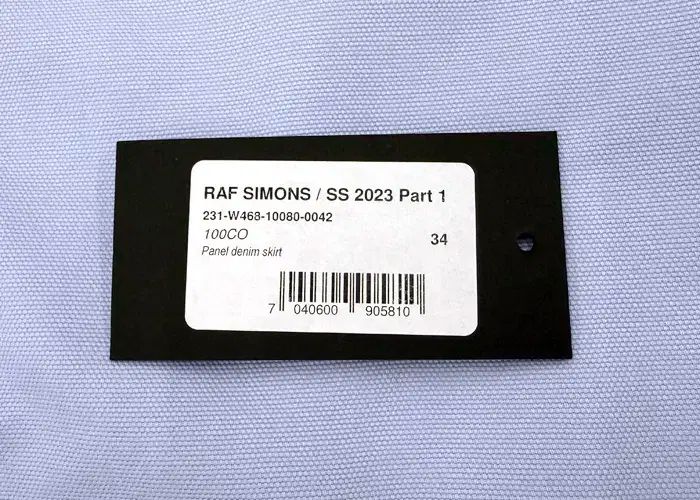 RAF SIMONS / SS 2023 Part 1
231-W468-10080-0042
100CO
34
Panel denim skirt
7 040600 905810